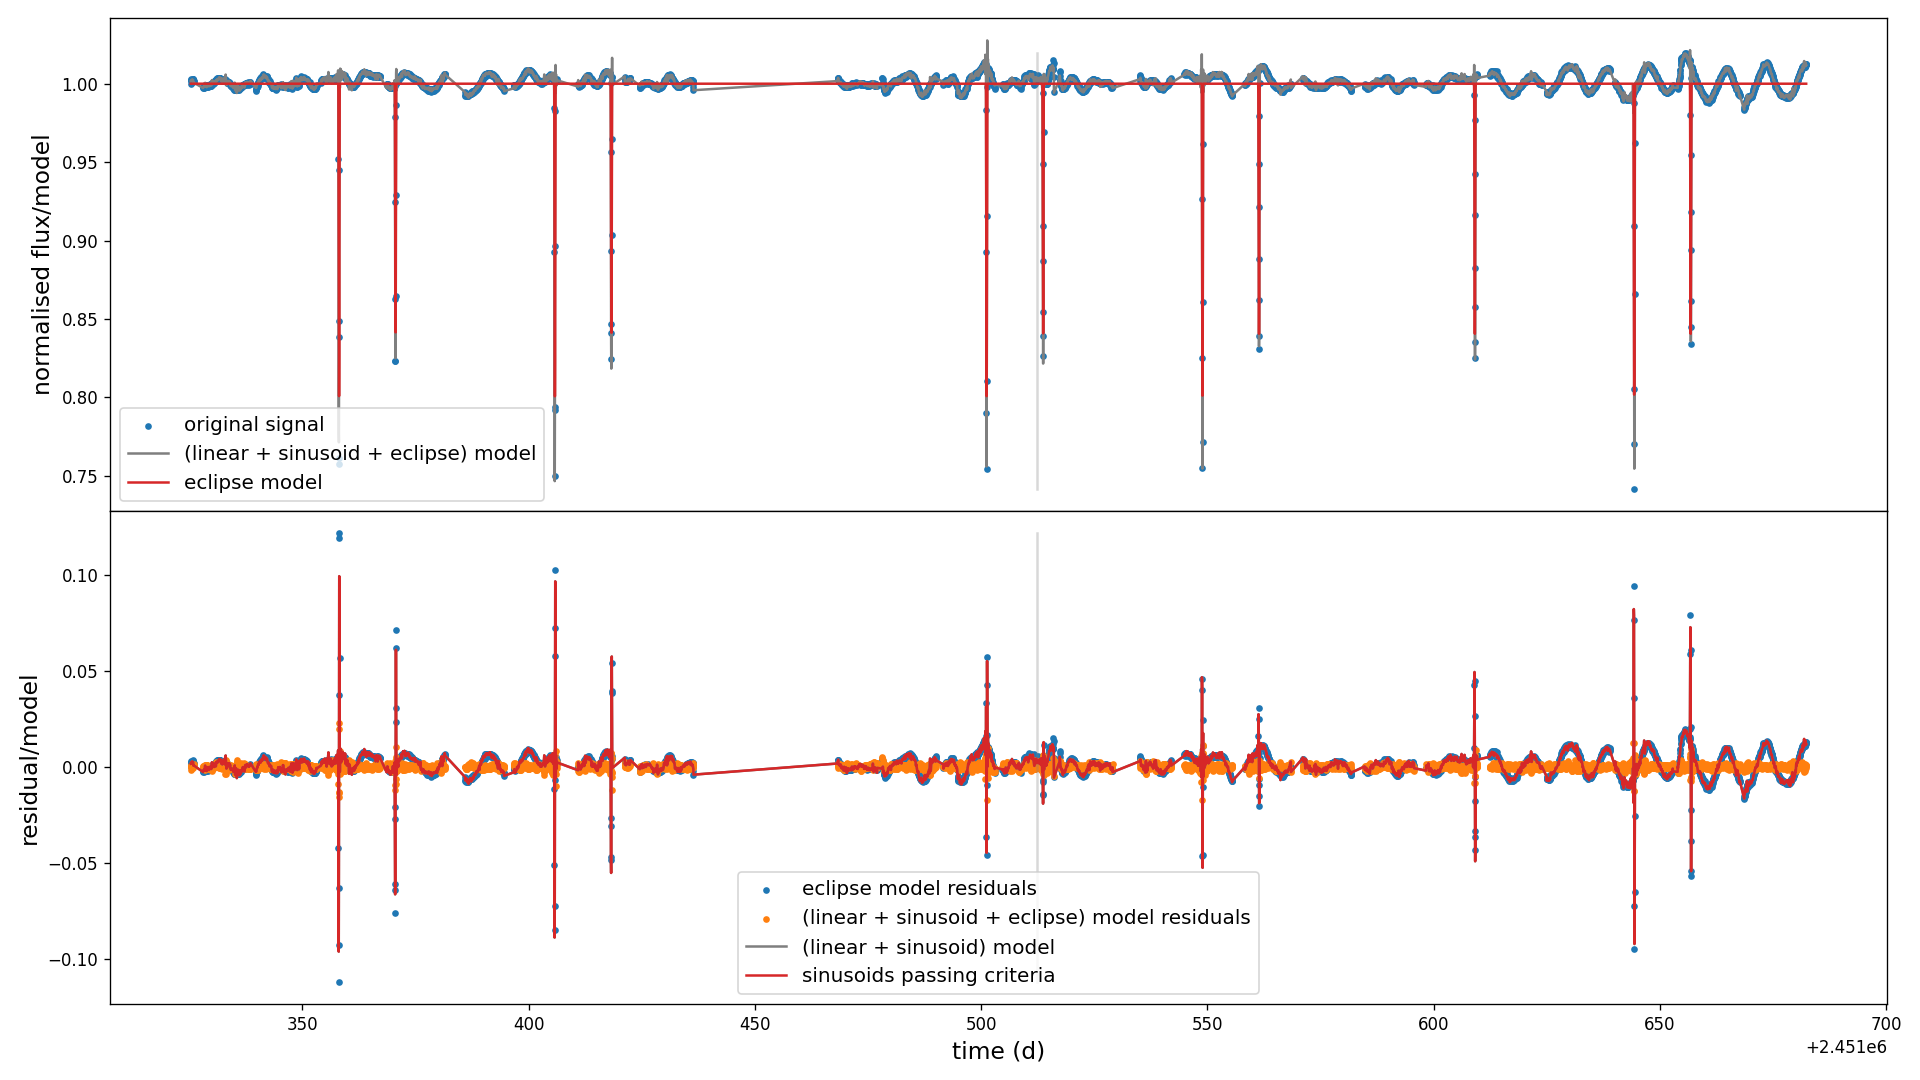 normalised flux/model
1.00
0.95
0.90
0.85
0.80
0.75
original signal
(linear + sinusoid + eclipse) model
eclipse model
residual/model
0.10
0.05
0.00
−0.05
−0.10
eclipse model residuals
(linear + sinusoid + eclipse) model residuals
(linear + sinusoid) model
sinusoids passing criteria
350 400 450 500 550 600 650 700
time (d)
+2.451e6